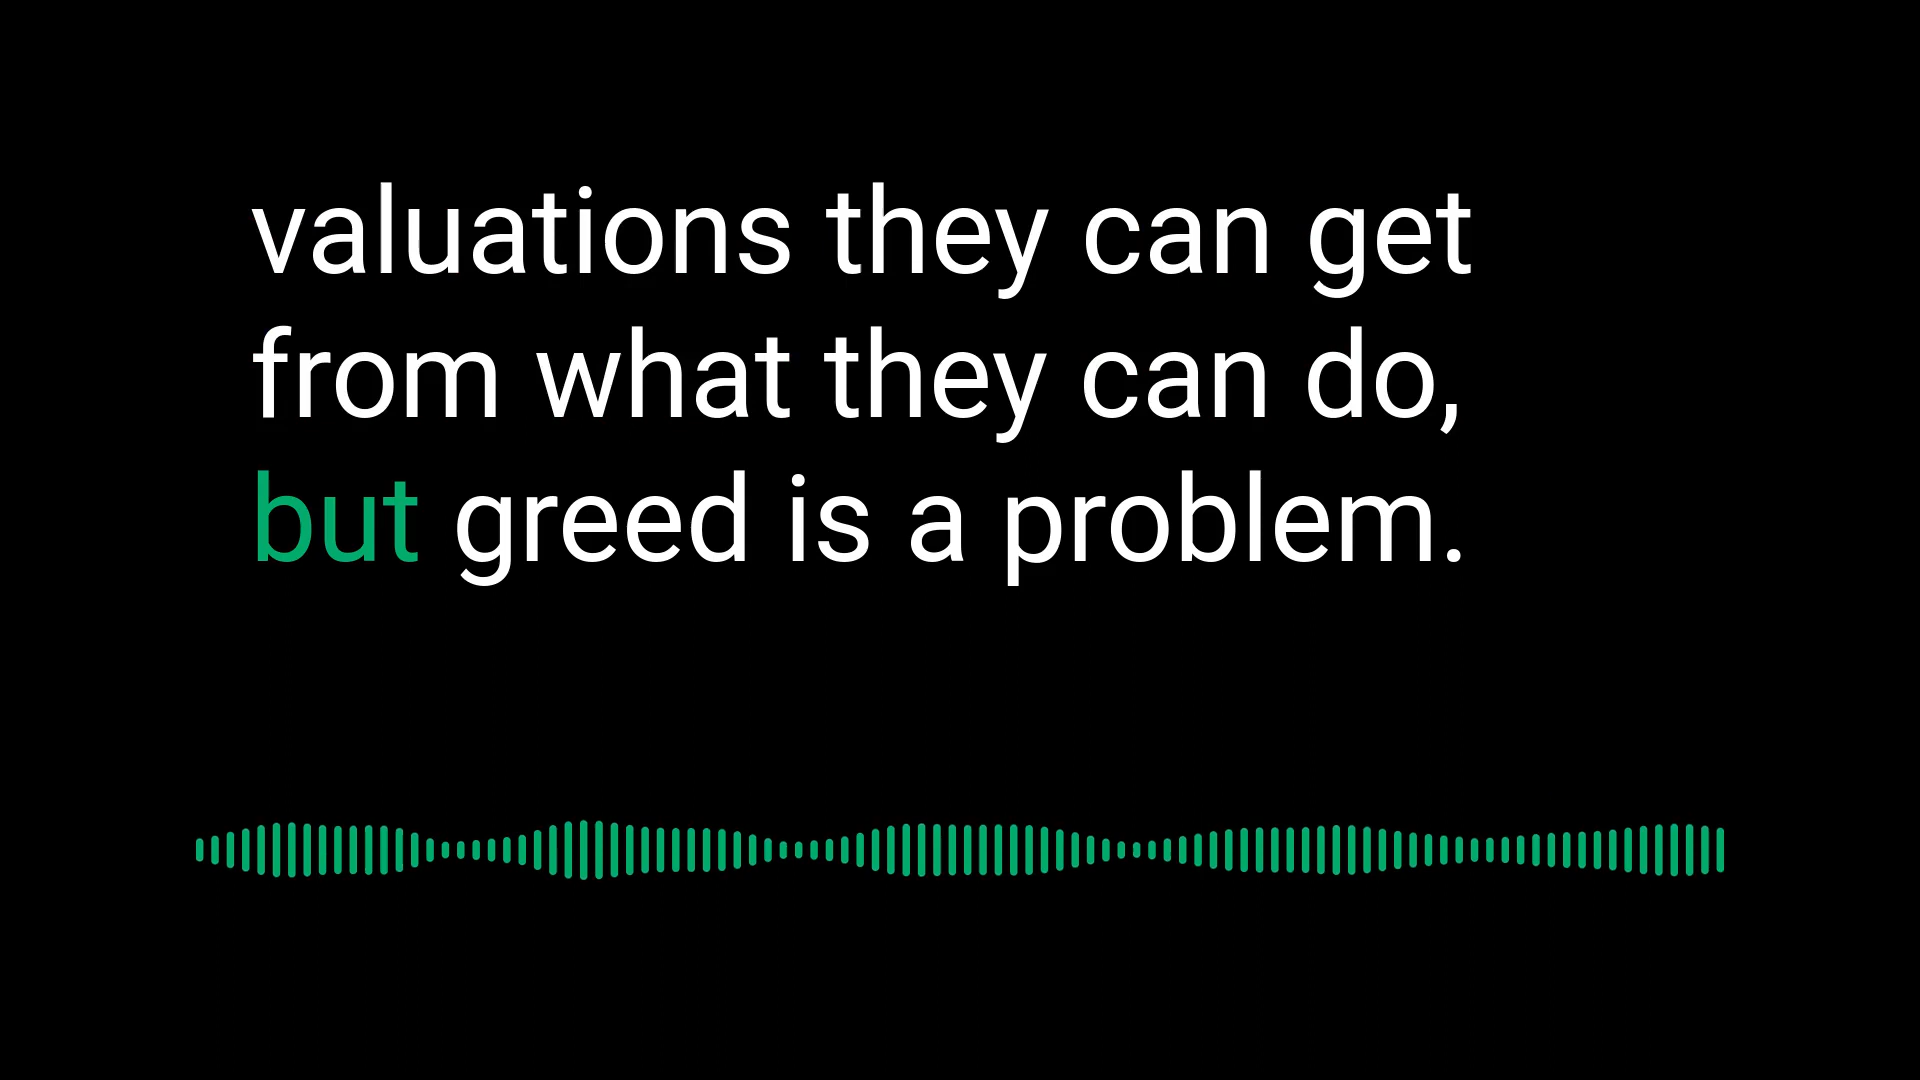 valuations they can get
from what they can do,
but greed is a problem.